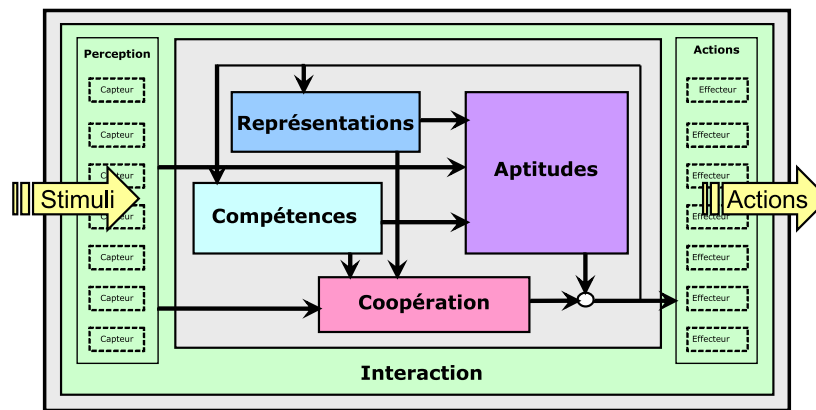 Perception
Actions
Capteur
Effecteur
Représentations
Capteur
Effecteur
Aptitudes
Capteur
Effecteur
Stimuli
Actions
Compétences
Capteur
Effecteur
Capteur
Effecteur
Coopération
Capteur
Effecteur
Capteur
Effecteur
Interaction